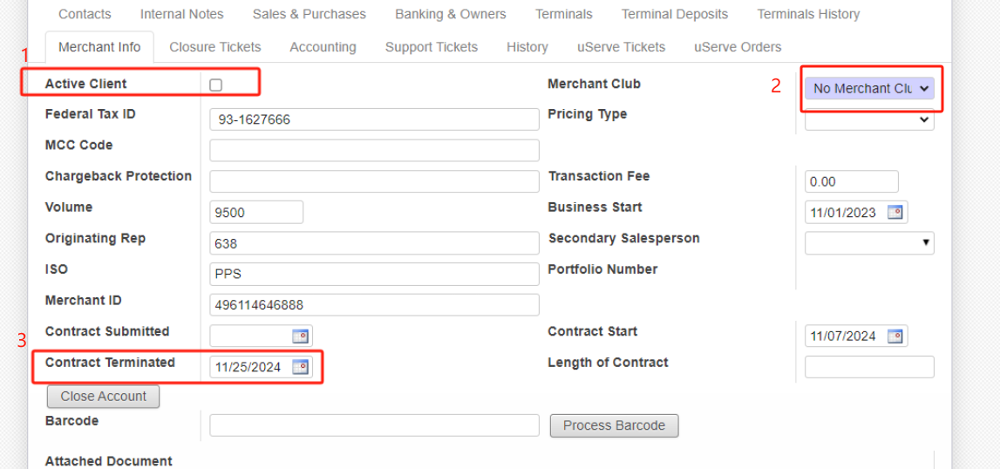 Contacts Internal Notes Sales & Purchases Banking & Owners Terminals Terminal Deposits Terminals History
Merchant Info Closure Tickets Accounting Support Tickets History uServe Tickets uServe Orders
1
Active Client Merchant Club 2 No Merchant Clu
Federal Tax ID 93-1627666 Pricing Type
MCC Code
Chargeback Protection Transaction Fee 0.00
Volume 9500 Business Start 11/01/2023
Originating Rep 638 Secondary Salesperson
ISO PPS Portfolio Number
Merchant ID 496114646888
Contract Submitted Contract Start 11/07/2024
3
Contract Terminated 11/25/2024 Length of Contract
Close Account
Barcode Process Barcode
Attached Document